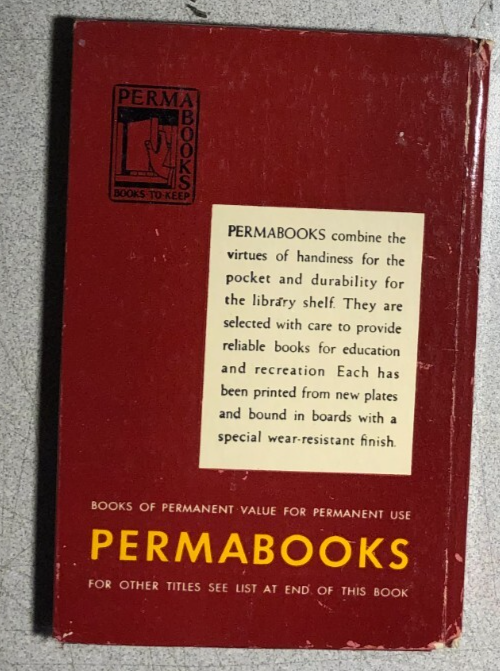 PERMA
BOOKS
BOOKS TO KEEP
PERMABOOKS combine the
virtues of handiness for the
pocket and durability for
the library shelf. They are
selected with care to provide
reliable books for education
and recreation Each has
been printed from new plates
and bound in boards with a
special wear-resistant finish.
BOOKS OF PERMANENT VALUE FOR PERMANENT USE
PERMABOOKS
FOR OTHER TITLES SEE LIST AT END OF THIS BOOK